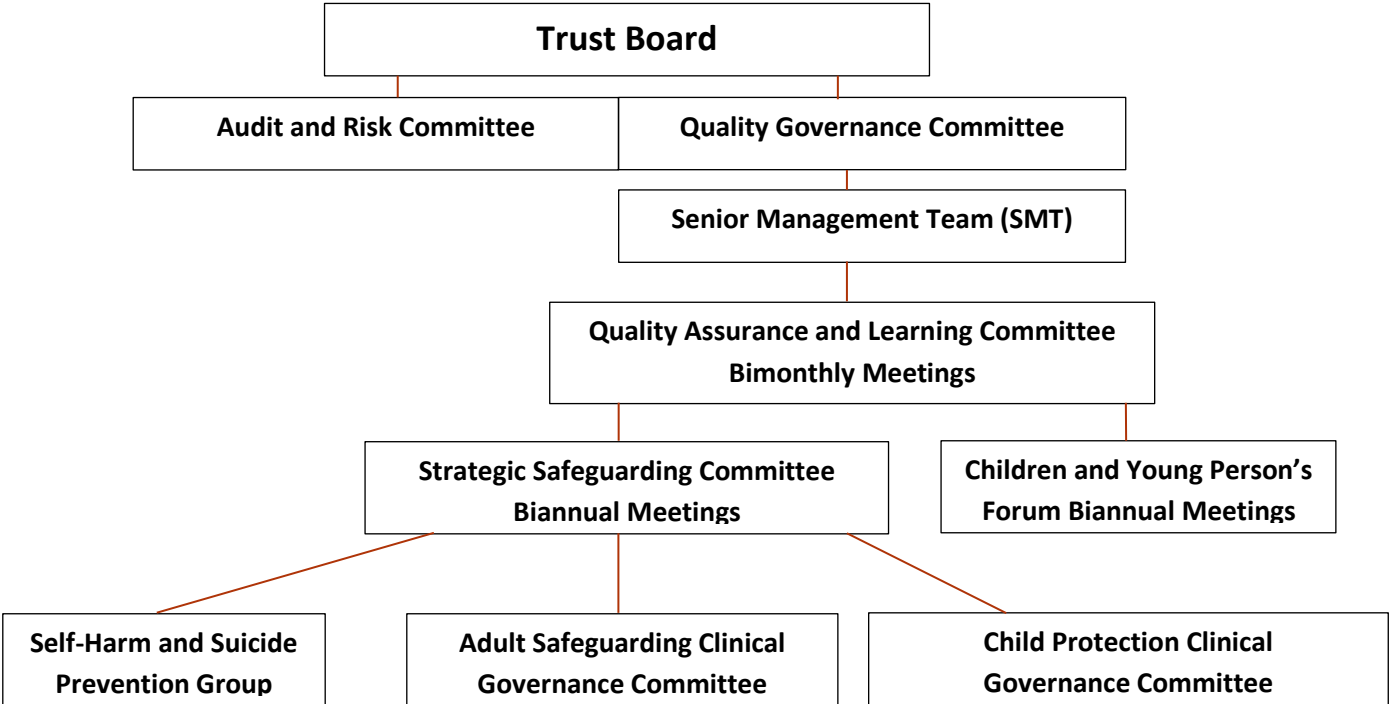 Trust Board
Audit and Risk Committee
Quality Governance Committee
Senior Management Team (SMT)
Quality Assurance and Learning Committee
Bimonthly Meetings
Strategic Safeguarding Committee
Biannual Meetings
Children and Young Person’s
Forum Biannual Meetings
Self-Harm and Suicide
Prevention Group
Adult Safeguarding Clinical
Governance Committee
Child Protection Clinical
Governance Committee